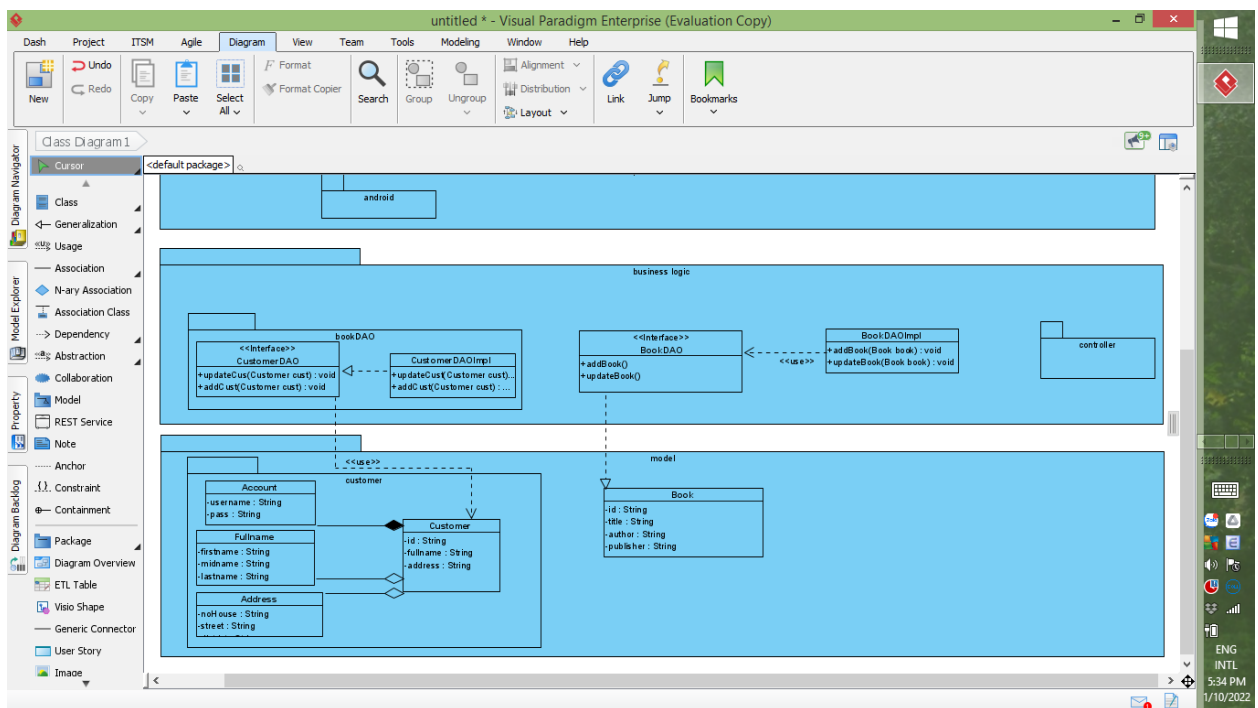 untitled * - Visual Paradigm Enterprise (Evaluation Copy)
Dash Project ITSM Agile Diagram View Team Tools Modeling Window Help
New
Undo
Redo
Copy
Paste
Select
All
Format
Format Copier
Search
Group
Ungroup
Alignment
Distribution
Layout
Link
Jump
Bookmarks
Class Diagram1
9+
Diagram Navigator
Model Explorer
Property
Diagram Backlog
Cursor
Class
Generalization
Usage
Association
N-ary Association
Association Class
Dependency
Abstraction
Collaboration
Model
REST Service
Note
Anchor
Constraint
Containment
Package
Diagram Overview
ETL Table
Visio Shape
Generic Connector
User Story
Image
<default package>
android
business logic
bookDAO
<<Interface>>
CustomerDAO
+updateCus(Customer cust) : void
+addCust(Customer cust) : void
CustomerDAOImpl
+updateCust(Customer cust)...
+addCust(Customer cust) : ...
<<Interface>>
BookDAO
+addBook()
+updateBook()
<<use>>
BookDAOImpl
+addBook(Book book) : void
+updateBook(Book book) : void
controller
model
<<use>>
customer
Account
-username : String
-pass : String
Fullname
-firstname : String
-midname : String
-lastname : String
Address
-noHouse : String
-street : String
Customer
-id : String
-fullname : String
-address : String
Book
-id : String
-title : String
-author : String
-publisher : String
ENG
INTL
5:34 PM
1/10/2022